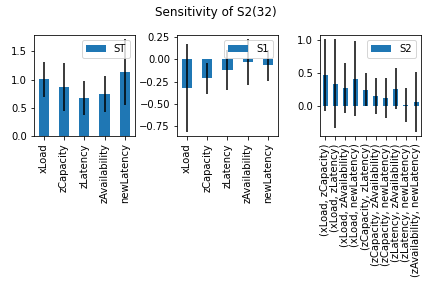 Sensitivity of S2(32)
ST
1.5
1.0
0.5
0.0
xLoad
zCapacity
zLatency
zAvailability
newLatency
S1
0.25
0.00
−0.25
−0.50
−0.75
xLoad
zCapacity
zLatency
zAvailability
newLatency
S2
1.0
0.5
0.0
(xLoad, zCapacity)
(xLoad, zLatency)
(xLoad, zAvailability)
(xLoad, newLatency)
(zCapacity, zLatency)
(zCapacity, zAvailability)
(zCapacity, newLatency)
(zLatency, zAvailability)
(zLatency, newLatency)
(zAvailability, newLatency)